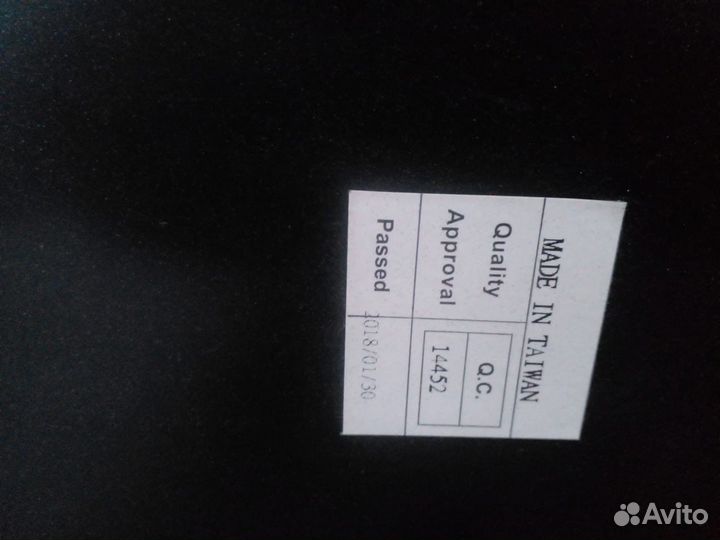 MADE IN TAIWAN
Quality
Approval
Q.C.
14452
Passed
2018/01/30
Avito